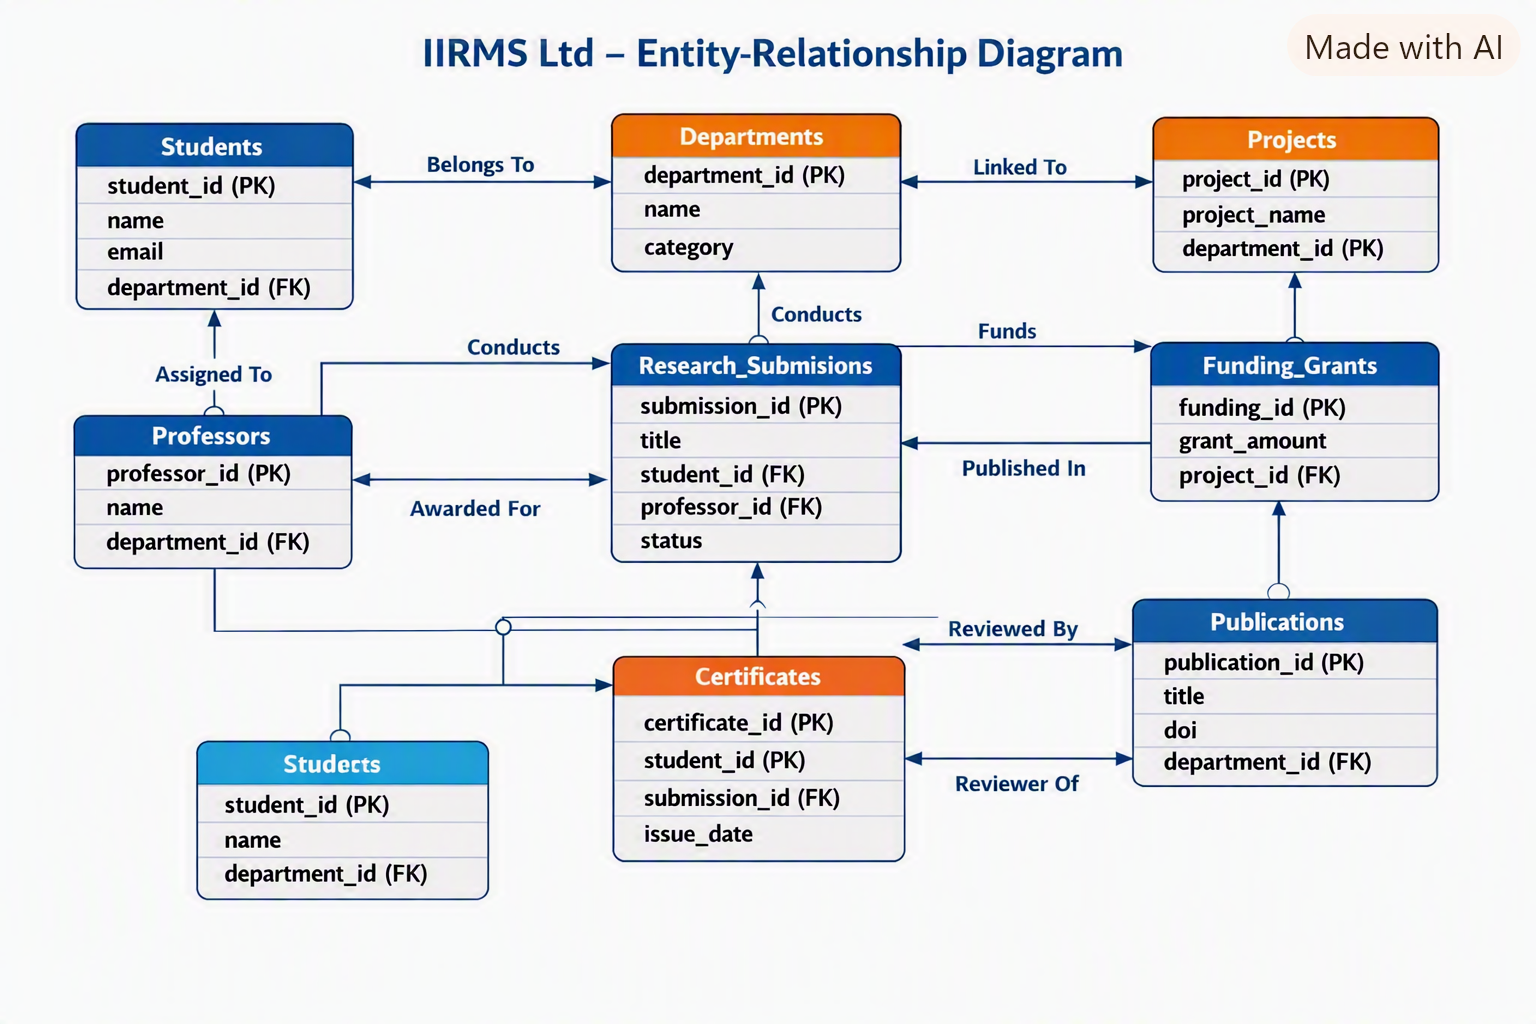 IIRMS Ltd – Entity-Relationship Diagram
Made with AI
Students
student_id (PK)
name
email
department_id (FK)
Belongs To
Departments
department_id (PK)
name
category
Linked To
Projects
project_id (PK)
project_name
department_id (PK)
Assigned To
Conducts
Conducts
Funds
Professors
professor_id (PK)
name
department_id (FK)
Awarded For
Research_Submisions
submission_id (PK)
title
student_id (FK)
professor_id (FK)
status
Published In
Funding_Grants
funding_id (PK)
grant_amount
project_id (FK)
Reviewed By
Reviewer Of
Publications
publication_id (PK)
title
doi
department_id (FK)
Certificates
certificate_id (PK)
student_id (PK)
submission_id (FK)
issue_date
Studects
student_id (PK)
name
department_id (FK)